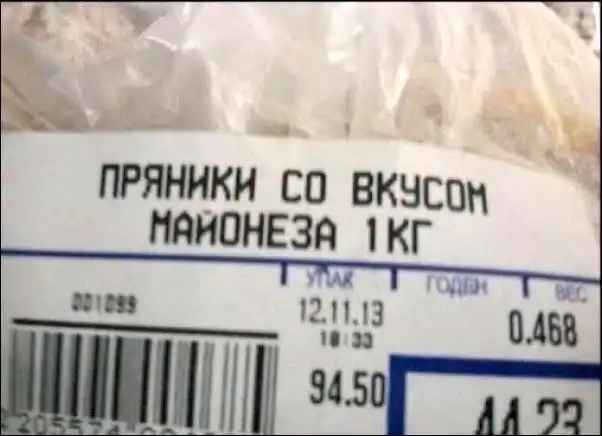 ПРЯНИКИ СО ВКУСОМ
МАЙОНЕЗА 1КГ
УПАК ГОДЕН ВЕС
001099 12.11.13 0.468
18:33
94.50 44.23